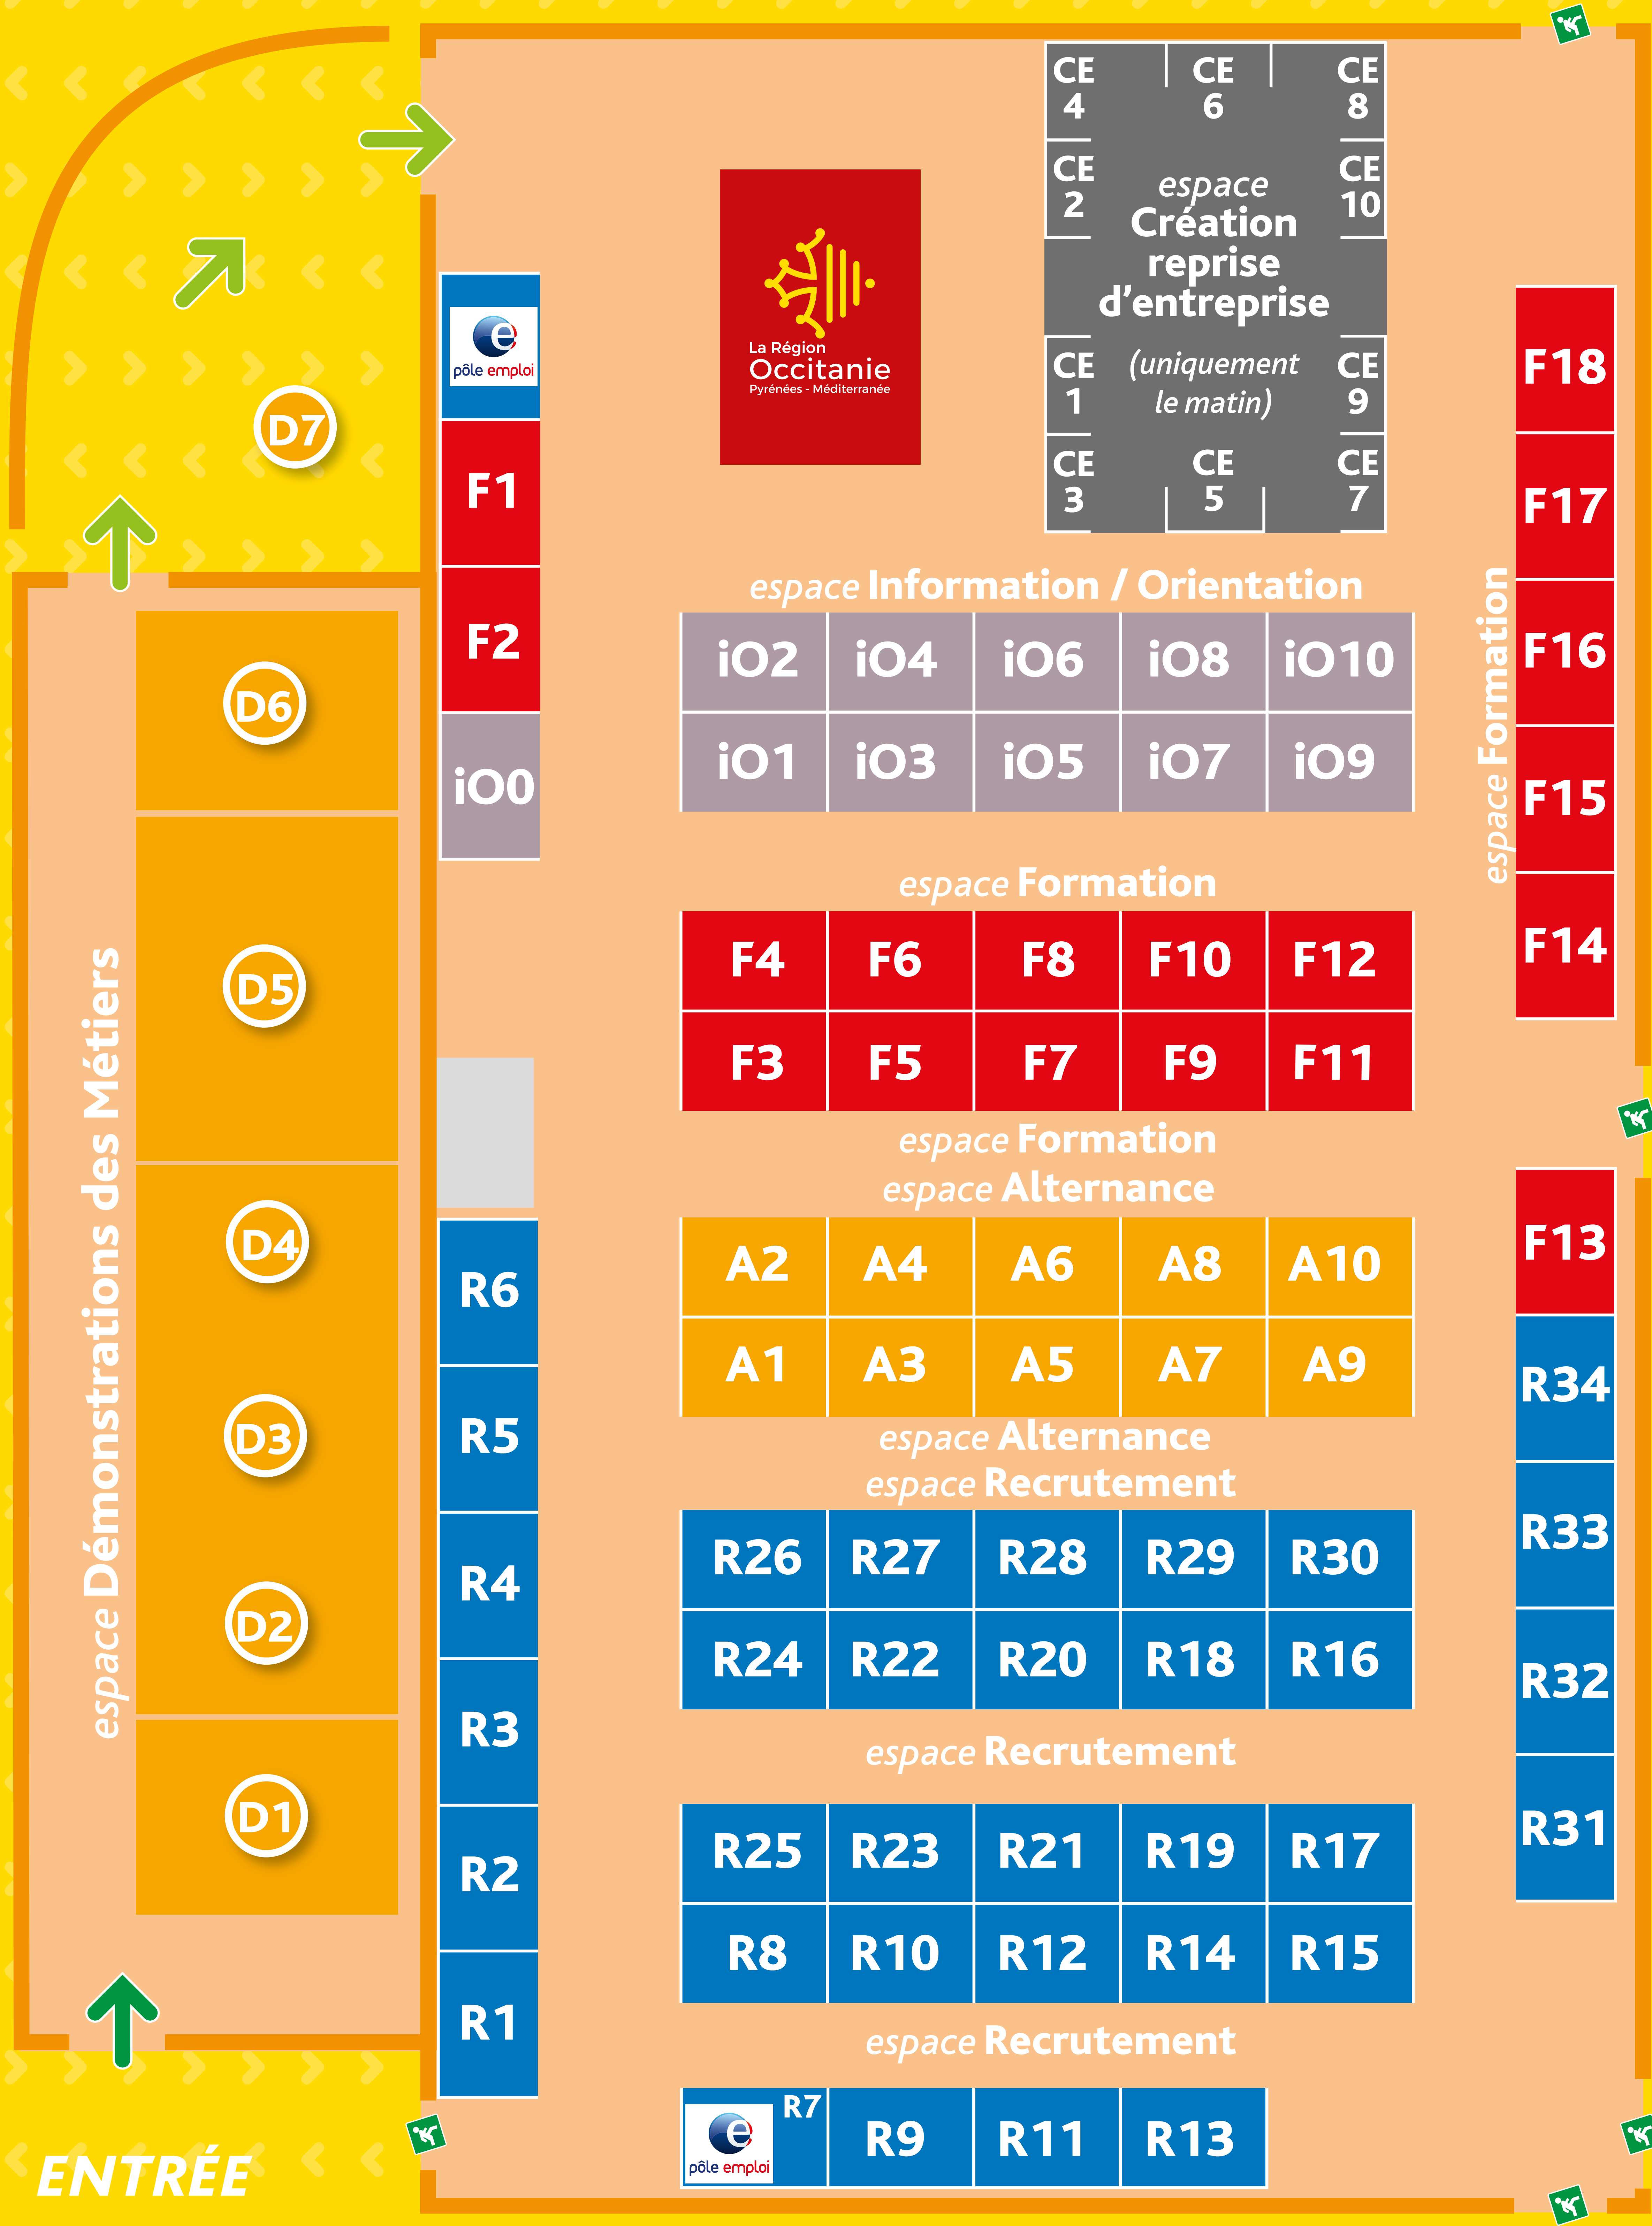 CE
4
CE
6
CE
8
CE
2
CE
10
espace
Création
reprise
d'entreprise
(uniquement
le matin)
CE
1
CE
9
CE
3
CE
5
CE
7
La Région
Occitanie
Pyrénées - Méditerranée
e
pôle emploi
F1
F2
iO0
D7
D6
D5
D4
D3
D2
D1
espace Démonstrations des Métiers
R6
R5
R4
R3
R2
R1
espace Information / Orientation
iO2 iO4 iO6 iO8 iO10
iO1 iO3 iO5 iO7 iO9
espace Formation
F4 F6 F8 F10 F12
F3 F5 F7 F9 F11
espace Formation
espace Alternance
A2 A4 A6 A8 A10
A1 A3 A5 A7 A9
espace Alternance
espace Recrutement
R26 R27 R28 R29 R30
R24 R22 R20 R18 R16
espace Recrutement
R25 R23 R21 R19 R17
R8 R10 R12 R14 R15
espace Recrutement
R7
e
pôle emploi
R9 R11 R13
espace Formation
F18
F17
F16
F15
F14
F13
R34
R33
R32
R31
ENTRÉE